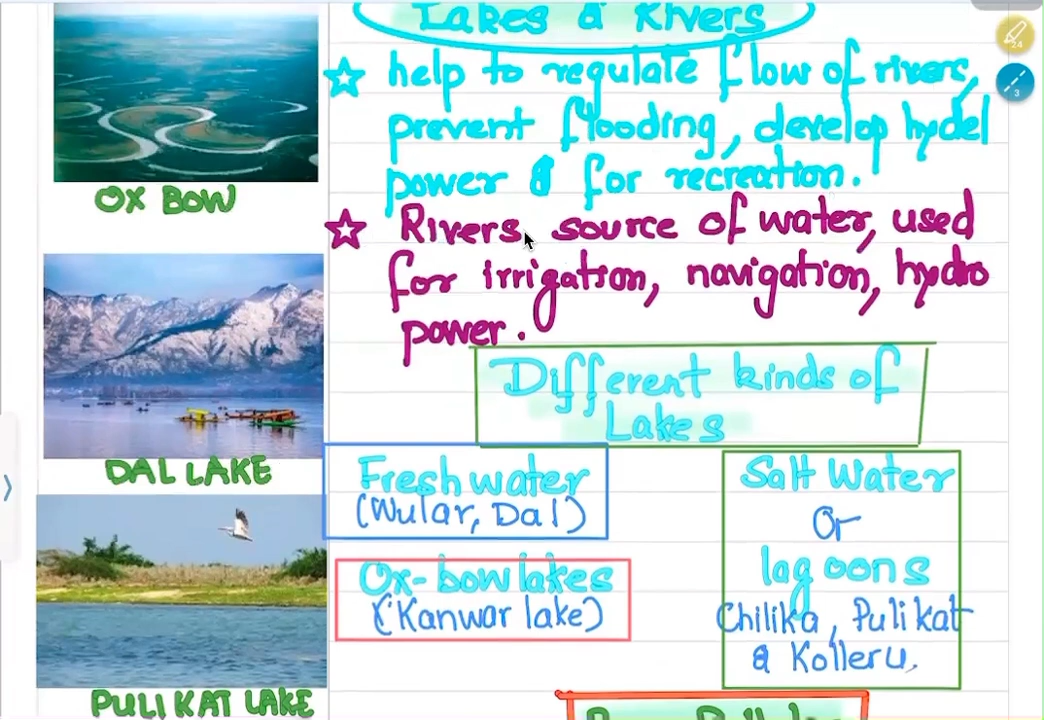 Lakes & Rivers
☆ help to regulate flow of rivers,
prevent flooding, develop hydel
power & for recreation.
☆ Rivers, source of water, used
for irrigation, navigation, hydro
power.
OX BOW
DAL LAKE
PULIKAT LAKE
Different kinds of
Lakes
Fresh water
(Wular, Dal)
Ox-bow lakes
(Kanwar lake)
Salt Water
Or
lagoons
Chilika, Pulikat
& Kolleru,
24
3